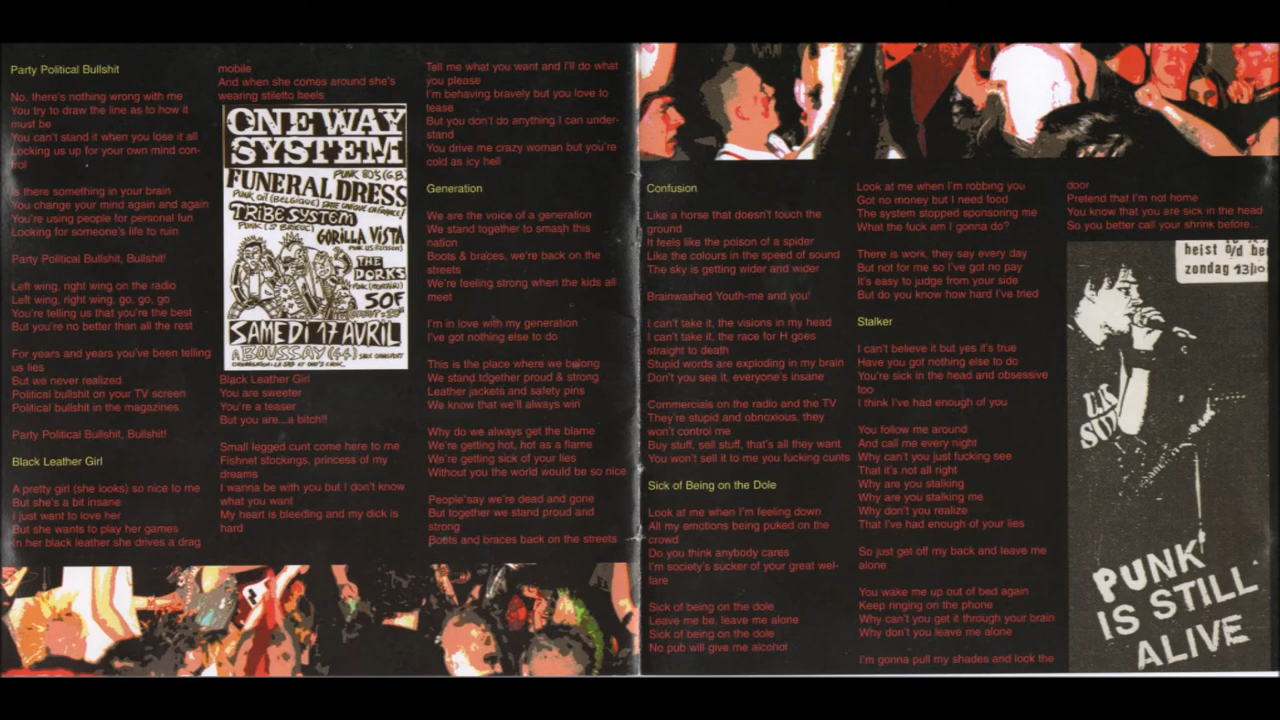 Party Political Bullshit
No, there's nothing wrong with me
You try to draw the line as to how it
must be
You can't stand it when you lose it all
Locking us up for your own mind con-
trol
Is there something in your brain
You change your mind again and again
You're using people for personal fun
Looking for someone's life to ruin
Party Political Bullshit, Bullshit!
Left wing, right wing on the radio
Left wing, right wing, go, go, go
You're telling us that you're the best
But you're no better than all the rest
For years and years you've been telling
us lies
But we never realized
Political bullshit on your TV screen
Political bullshit in the magazines
Party Political Bullshit, Bullshit!
Black Leather Girl
A pretty girl (she looks) so nice to me
But she's a bit insane
I just want to love her
But she wants to play her games
In her black leather she drives a drag
mobile
And when she comes around she's
wearing stiletto heels
ONE WAY
SYSTEM
PUNK 80'S (G.B.)
FUNERAL DRESS
PUNK OI! (BELGIQUE) DATE UNIQUE EN FRANCE!
TRiBE SYSTEM
GORILLA VISTA
THE
DORKS
SOF
SAMEDI 17 AVRIL
A BOUSSAY (44)
Black Leather Girl
You are sweeter
You're a teaser
But you are...a bitch!!
Small legged cunt come here to me
Fishnet stockings, princess of my
dreams
I wanna be with you but I don't know
what you want
My heart is bleeding and my dick is
hard
Tell me what you want and I'll do what
you please
I'm behaving bravely but you love to
tease
But you don't do anything I can under-
stand
You drive me crazy woman but you're
cold as icy hell
Generation
We are the voice of a generation
We stand together to smash this
nation
Boots & braces, we're back on the
streets
We're feeling strong when the kids all
meet
I'm in love with my generation
I've got nothing else to do
This is the place where we belong
We stand together proud & strong
Leather jackets and safety pins
We know that we'll always win
Why do we always get the blame
We're getting hot, hot as a flame
We're getting sick of your lies
Without you the world would be so nice
People say we're dead and gone
But together we stand proud and
strong
Boots and braces back on the streets
Confusion
Like a horse that doesn't touch the
ground
It feels like the poison of a spider
Like the colours in the speed of sound
The sky is getting wider and wider
Brainwashed Youth-me and you!
I can't take it, the visions in my head
I can't take it, the race for H goes
straight to death
Stupid words are exploding in my brain
Don't you see it, everyone's insane
Commercials on the radio and the TV
They're stupid and obnoxious, they
won't control me
Buy stuff, sell stuff, that's all they want
You won't sell it to me you fucking cunts
Sick of Being on the Dole
Look at me when I'm feeling down
All my emotions being puked on the
crowd
Do you think anybody cares
I'm society's sucker of your great wel-
fare
Sick of being on the dole
Leave me be, leave me alone
Sick of being on the dole
No pub will give me alcohol
Look at me when I'm robbing you
Got no money but I need food
The system stopped sponsoring me
What the fuck am I gonna do?
There is work, they say every day
But not for me so I've got no pay
It's easy to judge from your side
But do you know how hard I've tried
Stalker
I can't believe it but yes it's true
Have you got nothing else to do
You're sick in the head and obsessive
too
I think I've had enough of you
You follow me around
And call me every night
Why can't you just fucking see
That it's not all right
Why are you stalking
Why are you stalking me
Why don't you realize
That I've had enough of your lies
So just get off my back and leave me
alone
You wake me up out of bed again
Keep ringing on the phone
Why can't you get it through your brain
Why don't you leave me alone
I'm gonna pull my shades and lock the
door
Pretend that I'm not home
You know that you are sick in the head
So you better call your shrink before...
heist o/d be
zondag 13|10
U.K
SU
PUNK
IS STILL
ALIVE